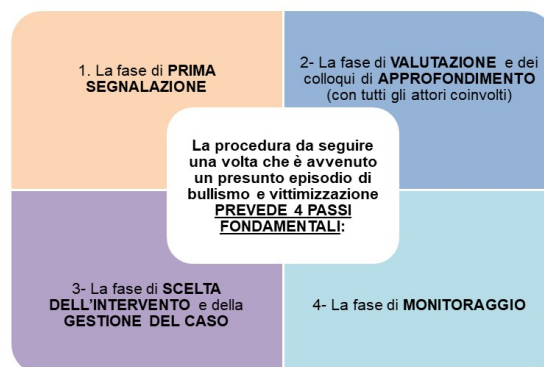 1. La fase di PRIMA
SEGNALAZIONE
2- La fase di VALUTAZIONE e dei
colloqui di APPROFONDIMENTO
(con tutti gli attori coinvolti)
La procedura da seguire
una volta che è avvenuto
un presunto episodio di
bullismo e vittimizzazione
PREVEDE 4 PASSI
FONDAMENTALI:
3- La fase di SCELTA
DELL'INTERVENTO e della
GESTIONE DEL CASO
4- La fase di MONITORAGGIO